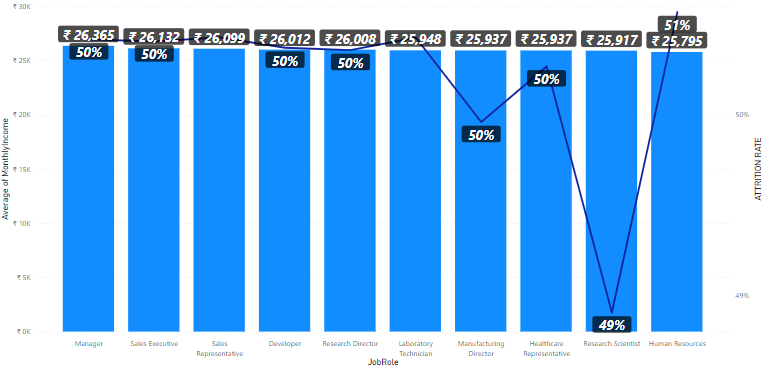 ₹ 30K
₹ 25K
₹ 20K
₹ 15K
₹ 10K
₹ 5K
₹ 0K
Average of MonthlyIncome
₹ 26,365
₹ 26,132
₹ 26,099
₹ 26,012
₹ 26,008
₹ 25,948
₹ 25,937
₹ 25,937
₹ 25,917
₹ 25,795
50%
50%
50%
50%
50%
50%
49%
51%
50%
49%
ATTRITION RATE
Manager
Sales Executive
Sales
Representative
Developer
Research Director
Laboratory
Technician
Manufacturing
Director
Healthcare
Representative
Research Scientist
Human Resources
JobRole